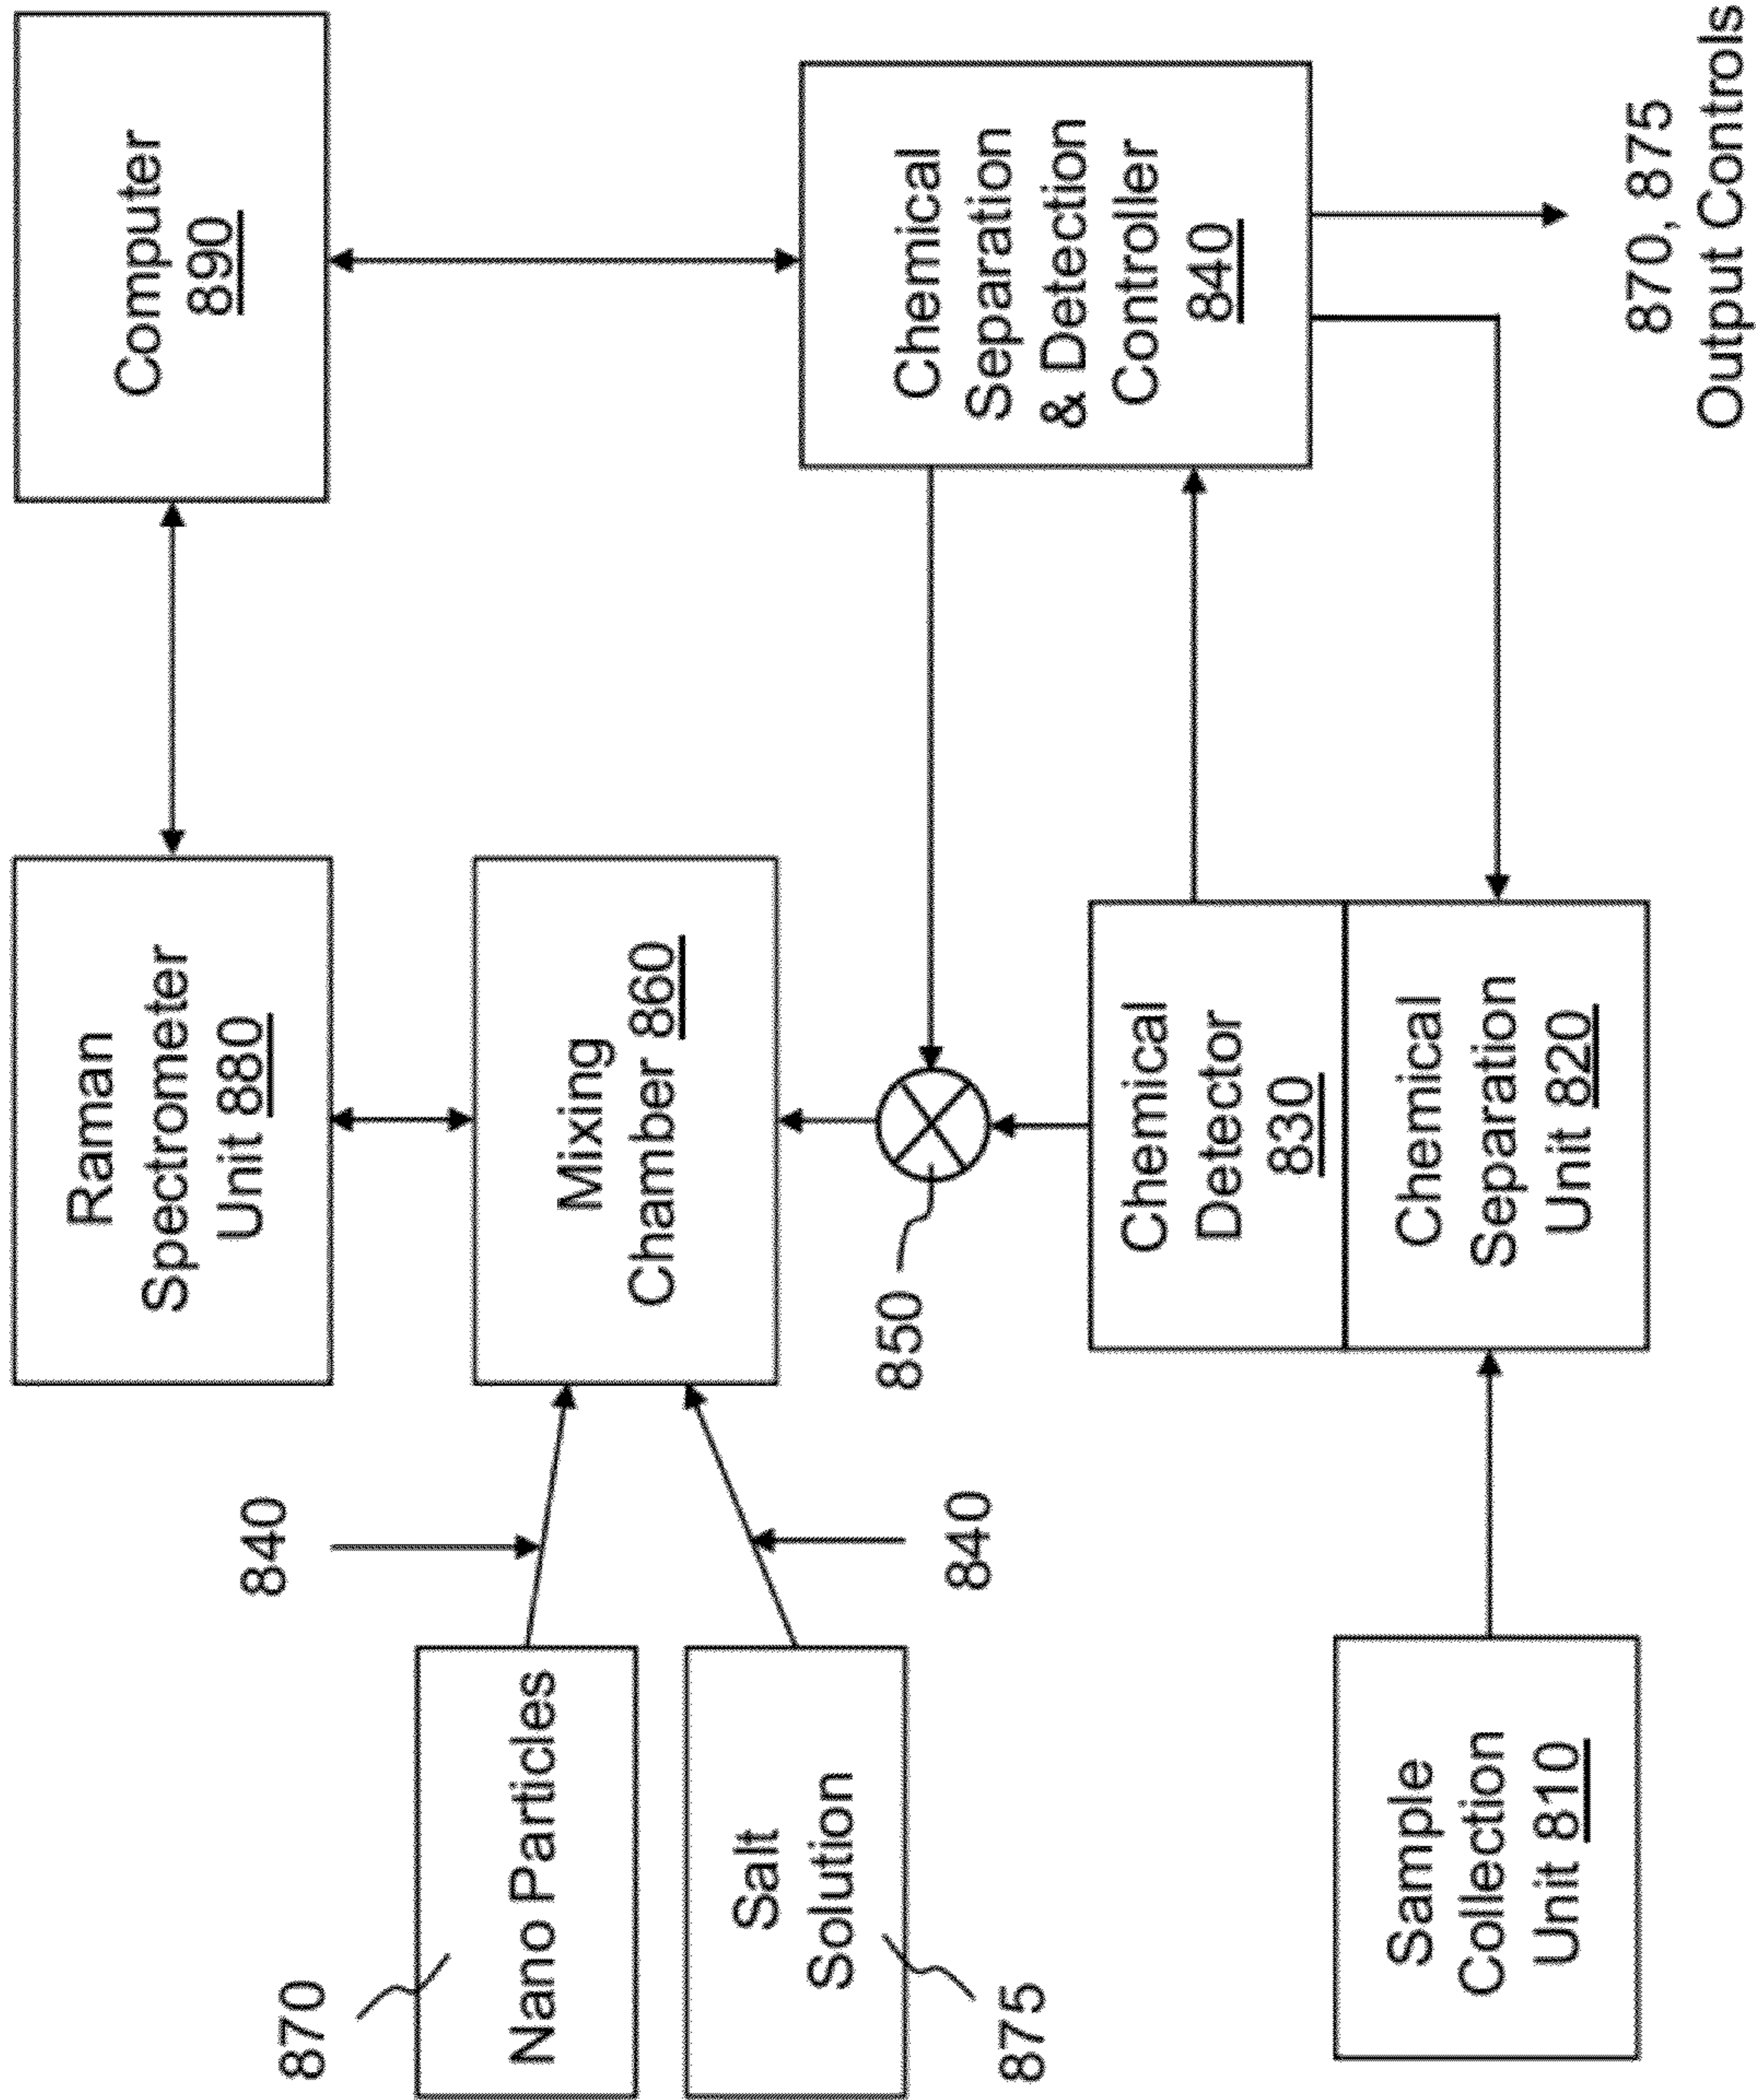 Raman
Spectrometer
Unit 880
Computer
890
840
870
Nano Particles
Mixing
Chamber 860
Salt
Solution
875
840
850
Chemical
Separation
& Detection
Controller
840
Chemical
Detector
830
Chemical
Separation
Unit 820
Sample
Collection
Unit 810
870, 875
Output Controls